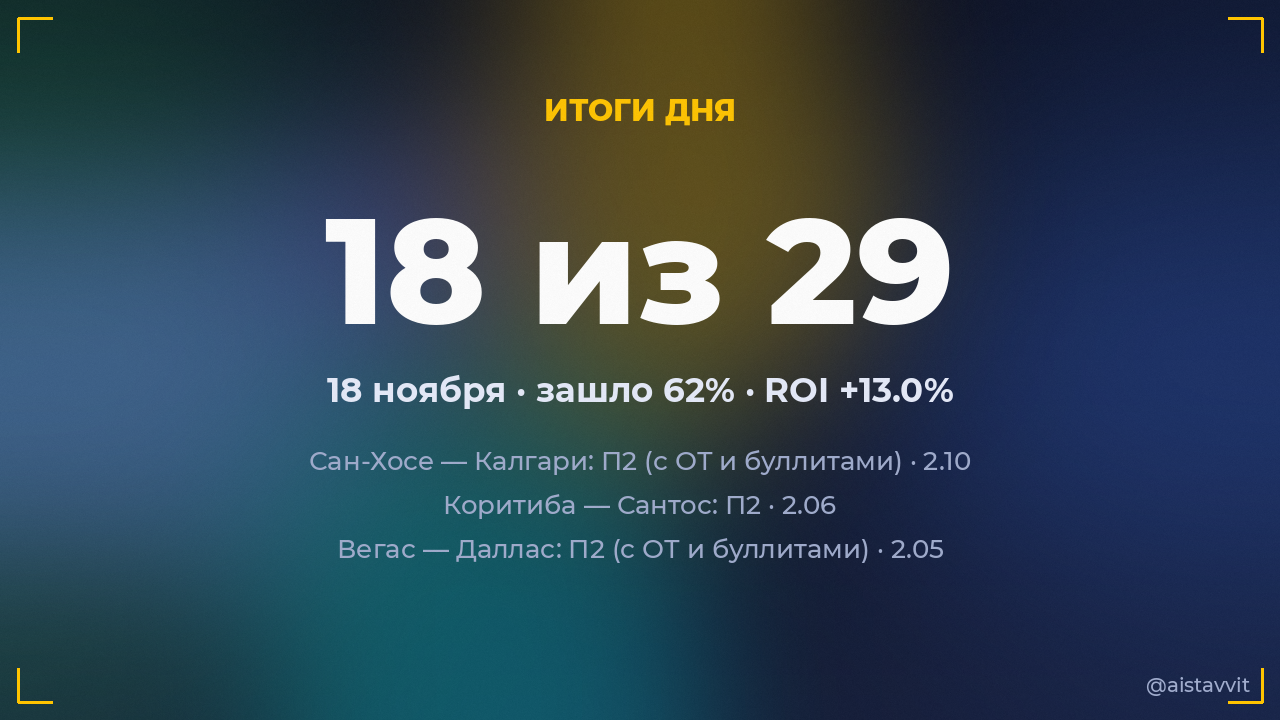 ИТОГИ ДНЯ
18 из 29
18 ноября · зашло 62% · ROI +13.0%
Сан-Хосе — Калгари: П2 (с ОТ и буллитами) · 2.10
Коритиба — Сантос: П2 · 2.06
Вегас — Даллас: П2 (с ОТ и буллитами) · 2.05
@aistavvit